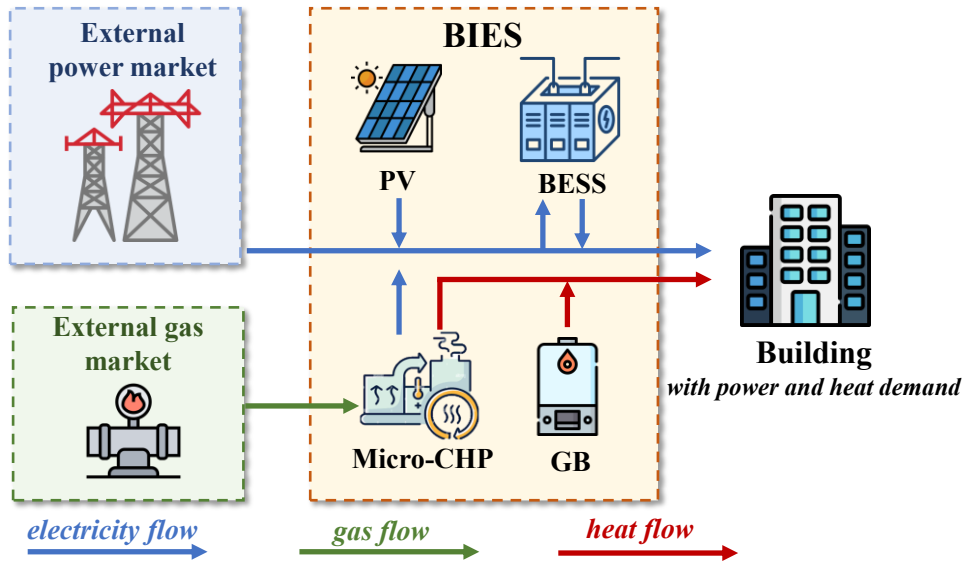 External
power market
BIES
PV
BESS
External gas
market
Micro-CHP
GB
Building
with power and heat demand
electricity flow
gas flow
heat flow